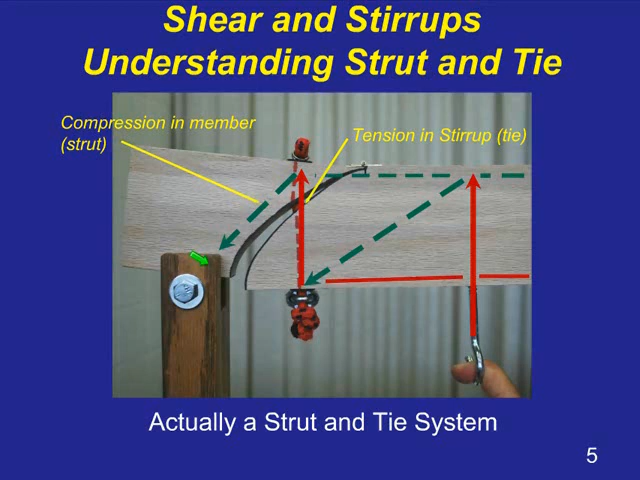 Shear and Stirrups
Understanding Strut and Tie
Compression in member
(strut)
Tension in Stirrup (tie)
Actually a Strut and Tie System
5